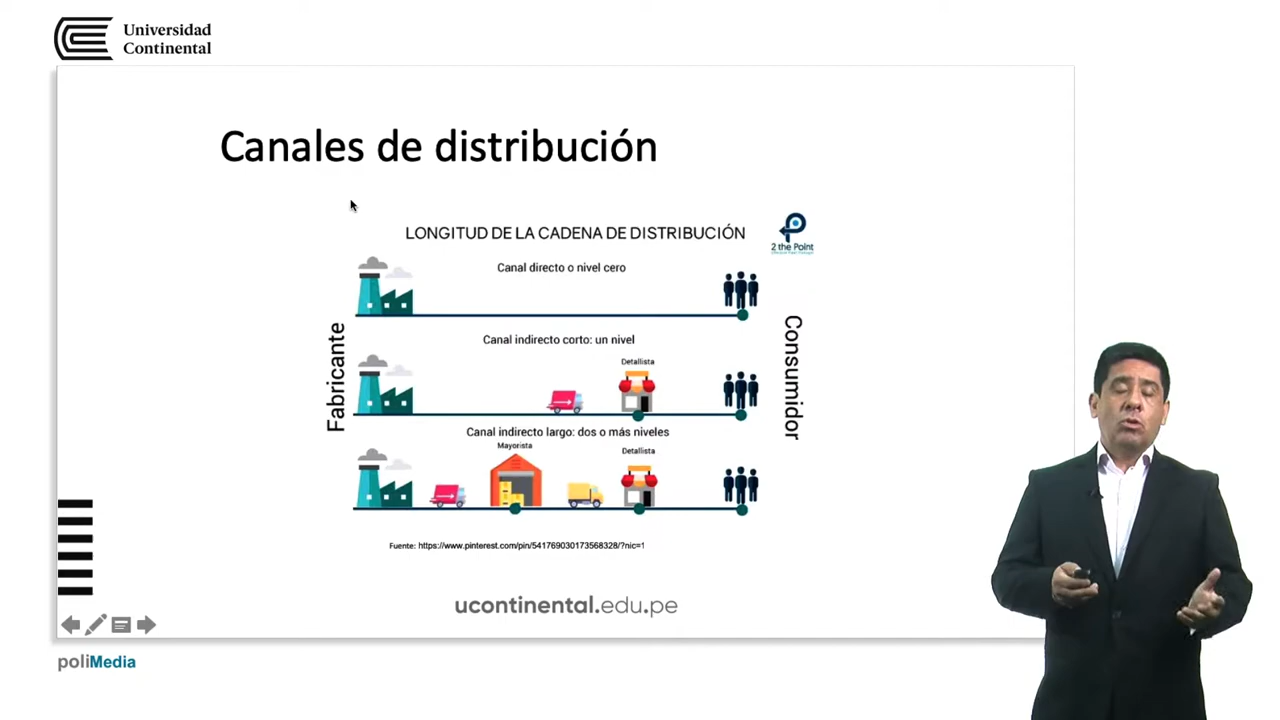 Universidad
Continental
Canales de distribución
LONGITUD DE LA CADENA DE DISTRIBUCIÓN
2 the Point
Canal directo o nivel cero
Fabricante
Consumidor
Canal indirecto corto: un nivel
Detallista
Canal indirecto largo: dos o más niveles
Mayorista
Detallista
Fuente: https://www.pinterest.com/pin/541769030173568328/?nic=1
ucontinental.edu.pe
poliMedia